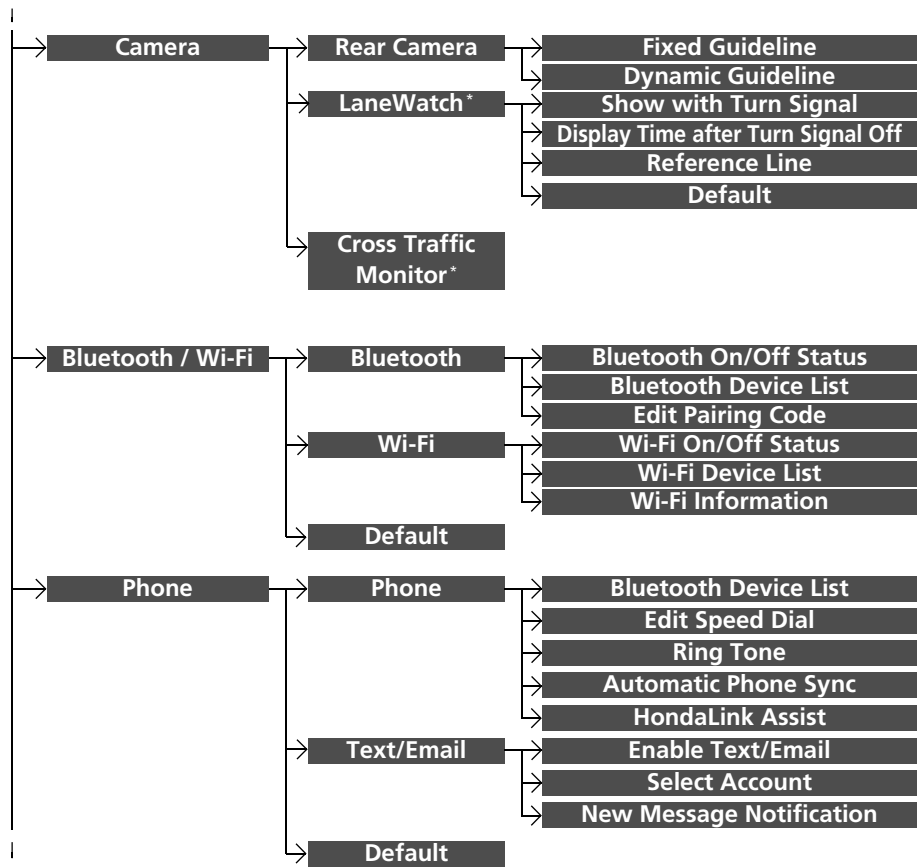 Camera
Rear Camera
Fixed Guideline
Dynamic Guideline
LaneWatch*
Show with Turn Signal
Display Time after Turn Signal Off
Reference Line
Default
Cross Traffic
Monitor*
Bluetooth / Wi-Fi
Bluetooth
Bluetooth On/Off Status
Bluetooth Device List
Edit Pairing Code
Wi-Fi
Wi-Fi On/Off Status
Wi-Fi Device List
Wi-Fi Information
Default
Phone
Phone
Bluetooth Device List
Edit Speed Dial
Ring Tone
Automatic Phone Sync
HondaLink Assist
Text/Email
Enable Text/Email
Select Account
New Message Notification
Default